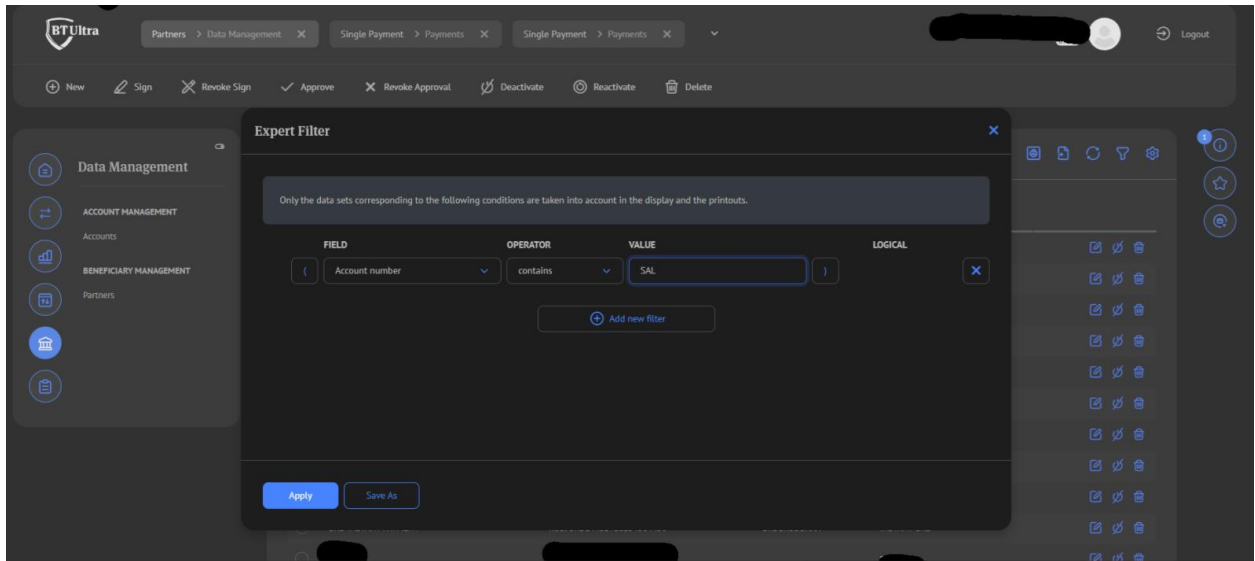 BT Ultra
Partners > Data Management X
Single Payment > Payments X
Single Payment > Payments X
Logout
New
Sign
Revoke Sign
Approve
Revoke Approval
Deactivate
Reactivate
Delete
Data Management
ACCOUNT MANAGEMENT
Accounts
BENEFICIARY MANAGEMENT
Partners
Expert Filter
Only the data sets corresponding to the following conditions are taken into account in the display and the printouts.
FIELD OPERATOR VALUE LOGICAL
( Account number contains SAL )
Add new filter
Apply Save As
1